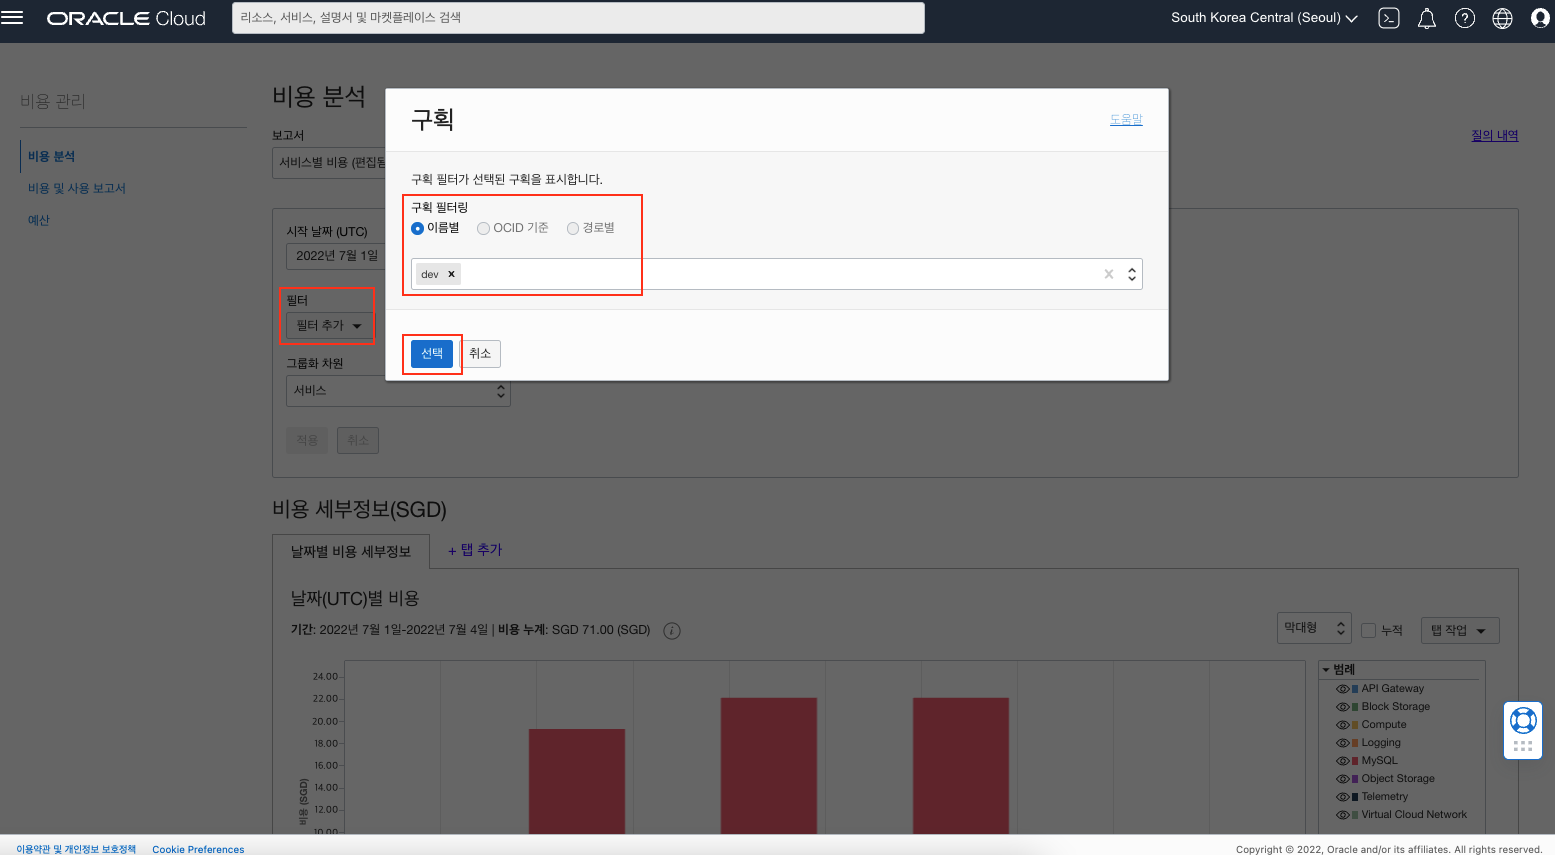 ORACLE Cloud
리소스, 서비스, 설명서 및 마켓플레이스 검색
South Korea Central (Seoul)
비용 관리
비용 분석
비용 및 사용 보고서
예산
비용 분석
보고서
서비스별 비용 (편집됨
질의 내역
시작 날짜 (UTC)
2022년 7월 1일
필터
필터 추가
그룹화 차원
서비스
적용
취소
구획
도움말
구획 필터가 선택된 구획을 표시합니다.
구획 필터링
이름별
OCID 기준
경로별
dev
선택
취소
비용 세부정보(SGD)
날짜별 비용 세부정보
+ 탭 추가
날짜(UTC)별 비용
기간: 2022년 7월 1일-2022년 7월 4일 | 비용 누계: SGD 71.00 (SGD)
막대형
누적
탭 작업
24.00
22.00
20.00
18.00
16.00
14.00
12.00
10.00
비용 (SGD)
범례
API Gateway
Block Storage
Compute
Logging
MySQL
Object Storage
Telemetry
Virtual Cloud Network
이용약관 및 개인정보 보호정책
Cookie Preferences
Copyright © 2022, Oracle and/or its affiliates. All rights reserved.